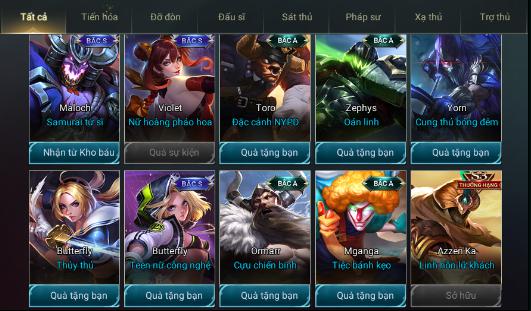 Tất cả Tiến hóa Đỡ đòn Đấu sĩ Sát thủ Pháp sư Xạ thủ Trợ thủ
BẬC S BẬC S BẬC A BẬC A
Maloch Violet Toro Zephys Yorn
Samurai tử sĩ Nữ hoàng pháo hoa Đặc cảnh NYPD Oán linh Cung thủ bóng đêm
Nhận từ Kho báu Quà sự kiện Quà tặng bạn Quà tặng bạn Quà tặng bạn
BẬC S BẬC A BẬC A THƯỢNG HẠNG
Butterfly Butterfly Ormarr Mganga Azzen'Ka
Thủy thủ Teen nữ công nghệ Cựu chiến binh Tiệc bánh kẹo Linh hồn lữ khách
Quà tặng bạn Quà tặng bạn Quà tặng bạn Quà tặng bạn Sở hữu